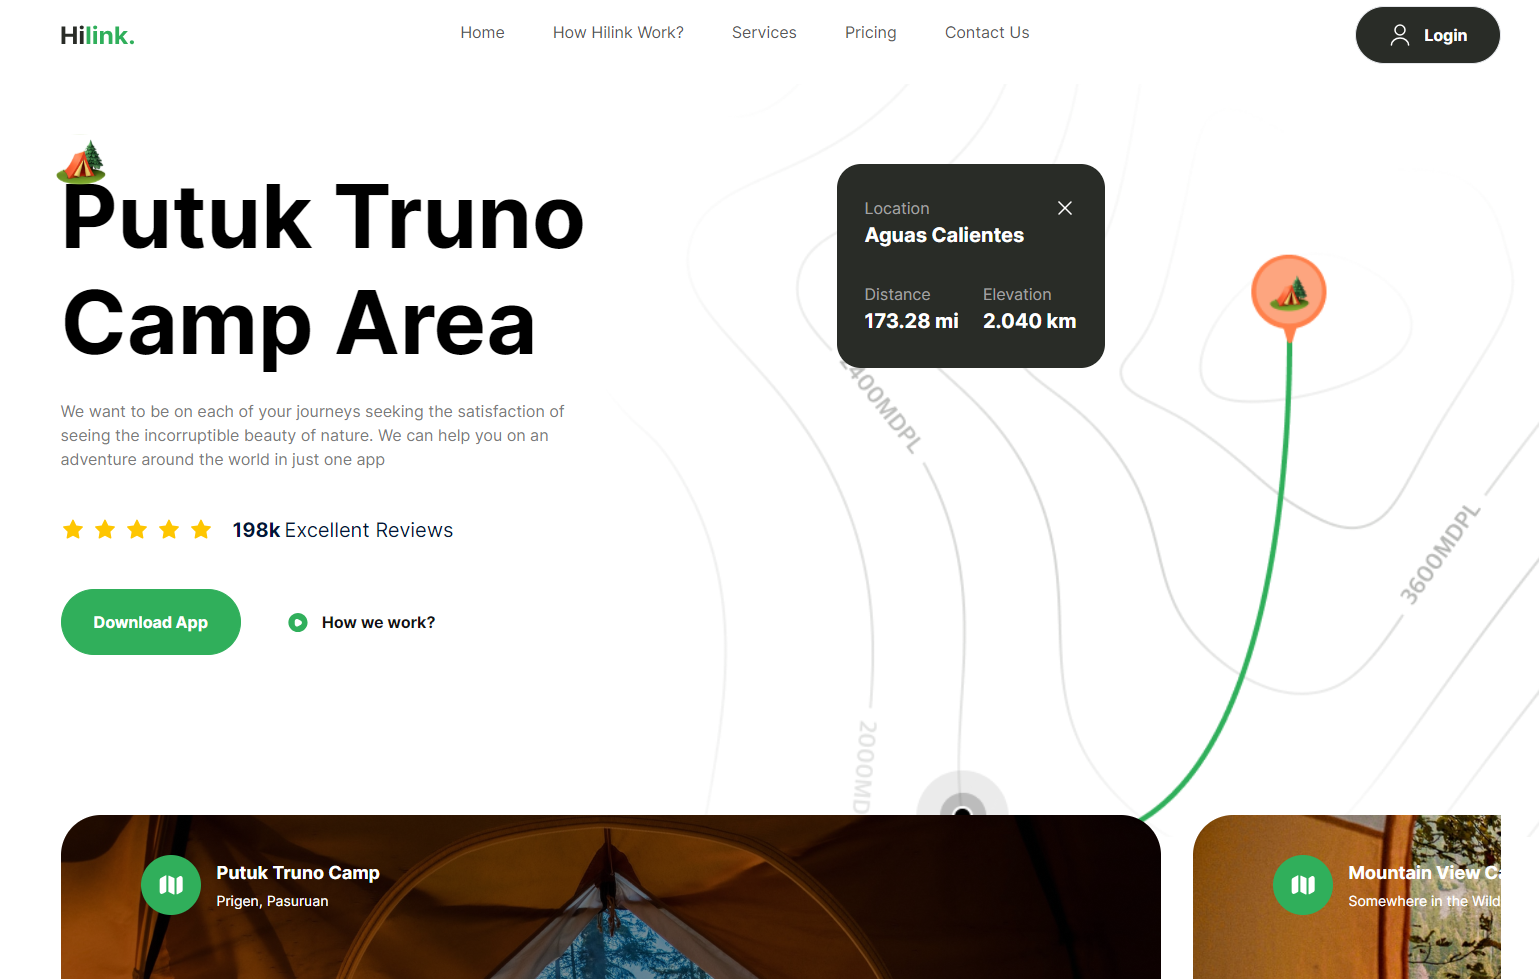 Hilink.
Home
How Hilink Work?
Services
Pricing
Contact Us
Login
Putuk Truno
Camp Area
We want to be on each of your journeys seeking the satisfaction of
seeing the incorruptible beauty of nature. We can help you on an
adventure around the world in just one app
198k Excellent Reviews
Download App
How we work?
Location
Aguas Calientes
Distance
173.28 mi
Elevation
2.040 km
400MDPL
3600MDPL
2000MD
Putuk Truno Camp
Prigen, Pasuruan
Mountain View Ca
Somewhere in the Wild